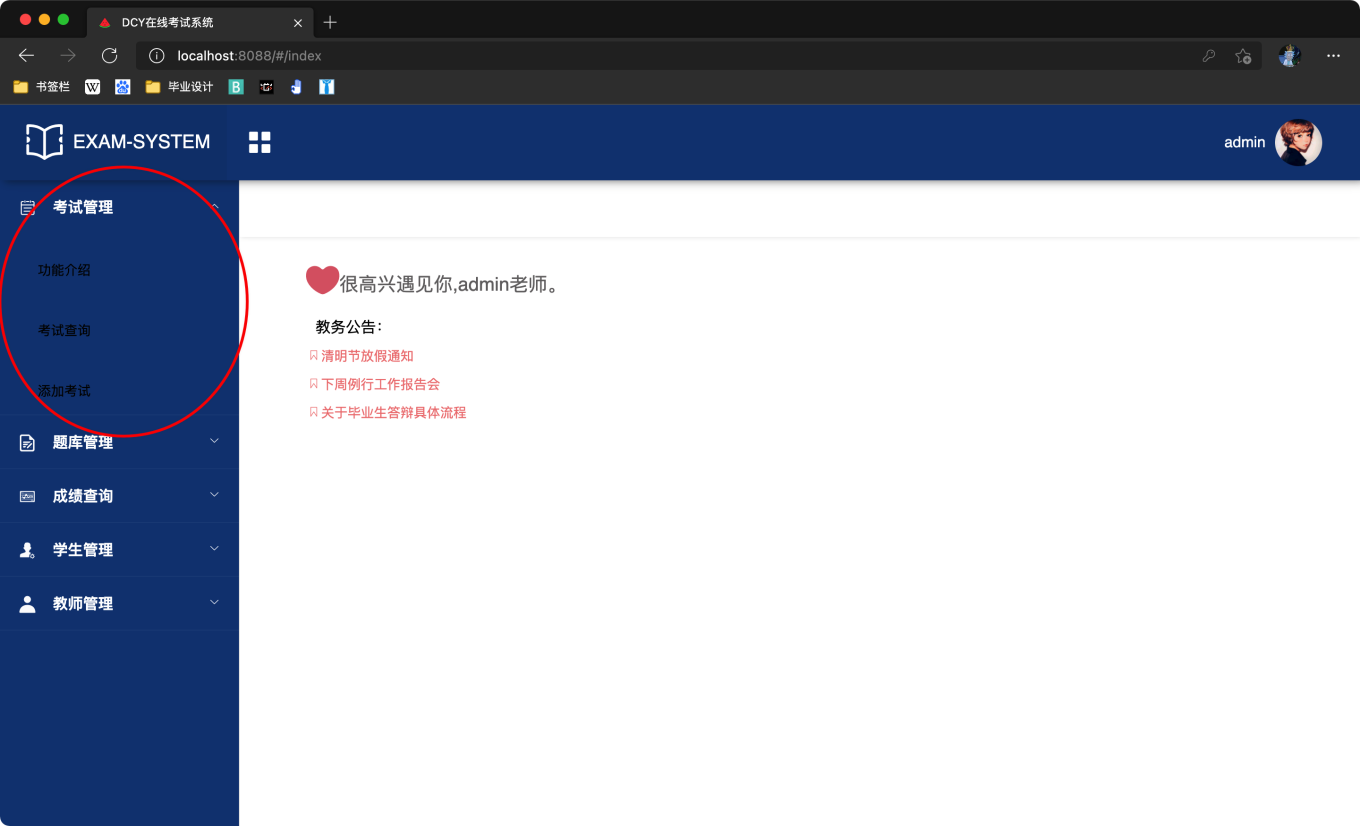 DCY在线考试系统
localhost:8088/#/index
书签栏
W
毕业设计
B
EXAM-SYSTEM
admin
考试管理
功能介绍
考试查询
添加考试
题库管理
成绩查询
学生管理
教师管理
很高兴遇见你,admin老师。
教务公告：
清明节放假通知
下周例行工作报告会
关于毕业生答辩具体流程